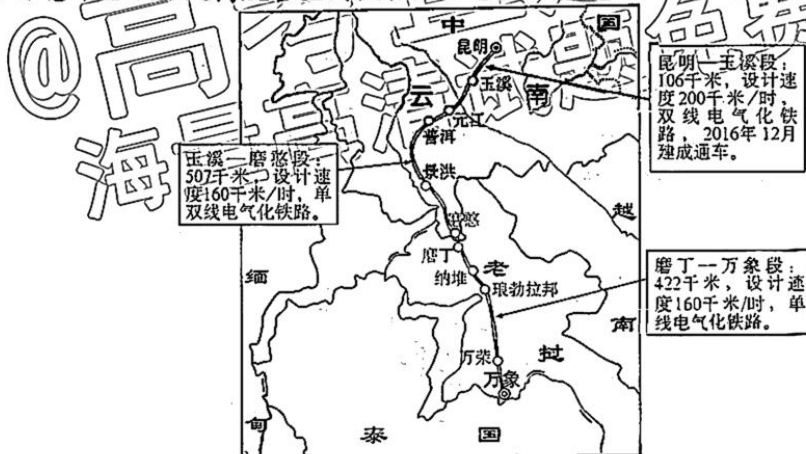 中 国
昆明
玉溪
云 南
元江
普洱
景洪
磨憨
磨丁
纳堆
老
琅勃拉邦
万荣
挝
万象
缅
甸
泰 国
越
南
昆明—玉溪段：
106千米，设计速
度200千米/时，
双线电气化铁
路，2016年12月
建成通车。
玉溪—磨憨段：
507千米，设计速
度160千米/时，单
双线电气化铁路。
磨丁--万象段：
422千米，设计速
度160千米/时，单
线电气化铁路。